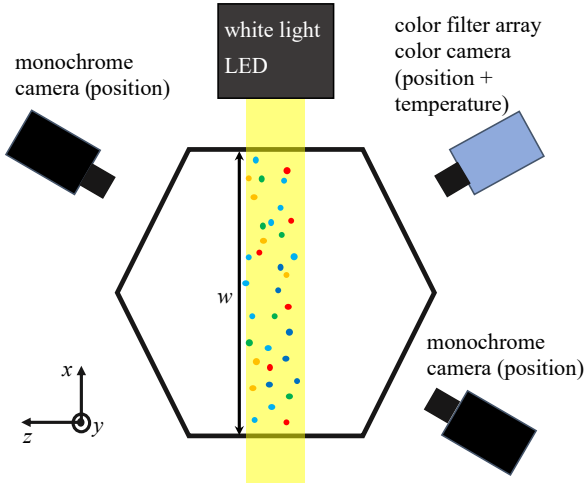 white light
LED
monochrome
camera (position)
color filter array
color camera
(position +
temperature)
w
monochrome
camera (position)
x
z
y